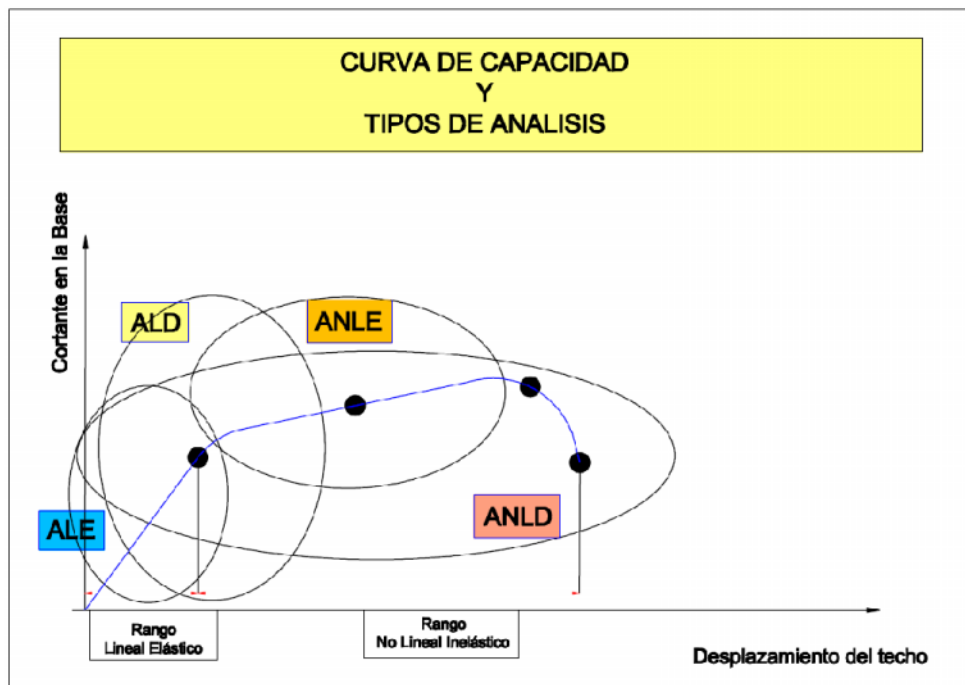 CURVA DE CAPACIDAD
Y
TIPOS DE ANALISIS
Cortante en la Base
ALD
ANLE
ALE
ANLD
Rango
Lineal Elástico
Rango
No Lineal Inelástico
Desplazamiento del techo